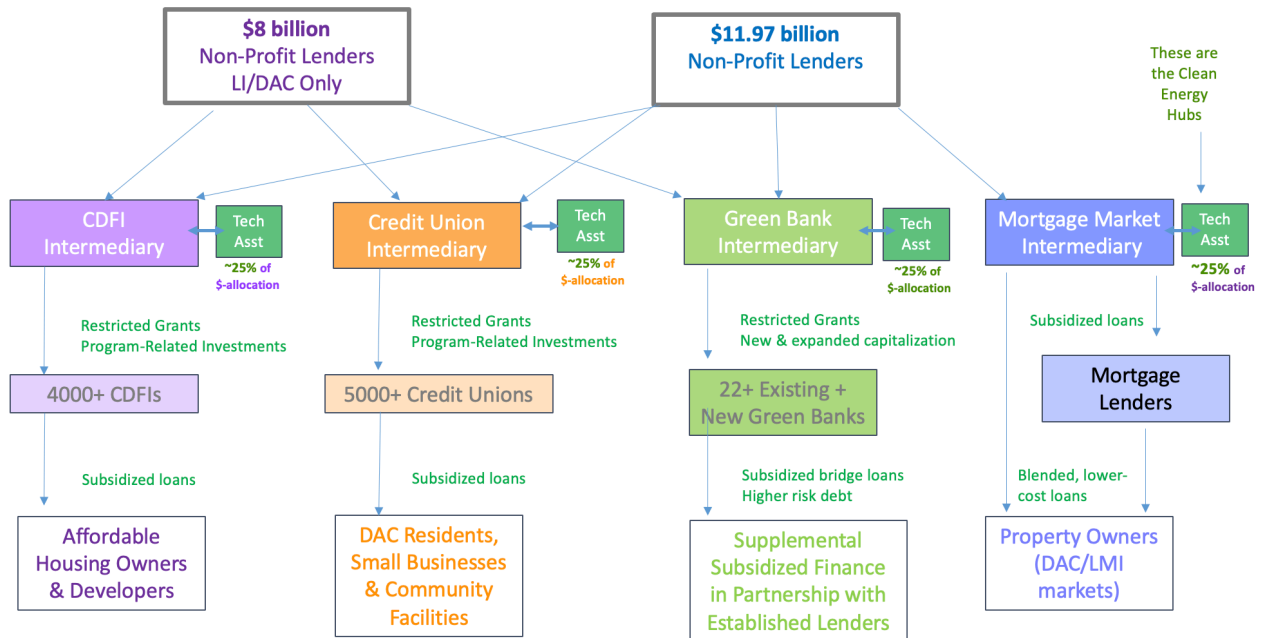 $8 billion
Non-Profit Lenders
LI/DAC Only
$11.97 billion
Non-Profit Lenders
These are
the Clean
Energy
Hubs
CDFI
Intermediary
Tech
Asst
~25% of
$-allocation
Credit Union
Intermediary
Tech
Asst
~25% of
$-allocation
Green Bank
Intermediary
Tech
Asst
~25% of
$-allocation
Mortgage Market
Intermediary
Tech
Asst
~25% of
$-allocation
Restricted Grants
Program-Related Investments
Restricted Grants
Program-Related Investments
Restricted Grants
New & expanded capitalization
Subsidized loans
4000+ CDFIs
5000+ Credit Unions
22+ Existing +
New Green Banks
Mortgage
Lenders
Subsidized loans
Subsidized loans
Subsidized bridge loans
Higher risk debt
Blended, lower-
cost loans
Affordable
Housing Owners
& Developers
DAC Residents,
Small Businesses
& Community
Facilities
Supplemental
Subsidized Finance
in Partnership with
Established Lenders
Property Owners
(DAC/LMI
markets)